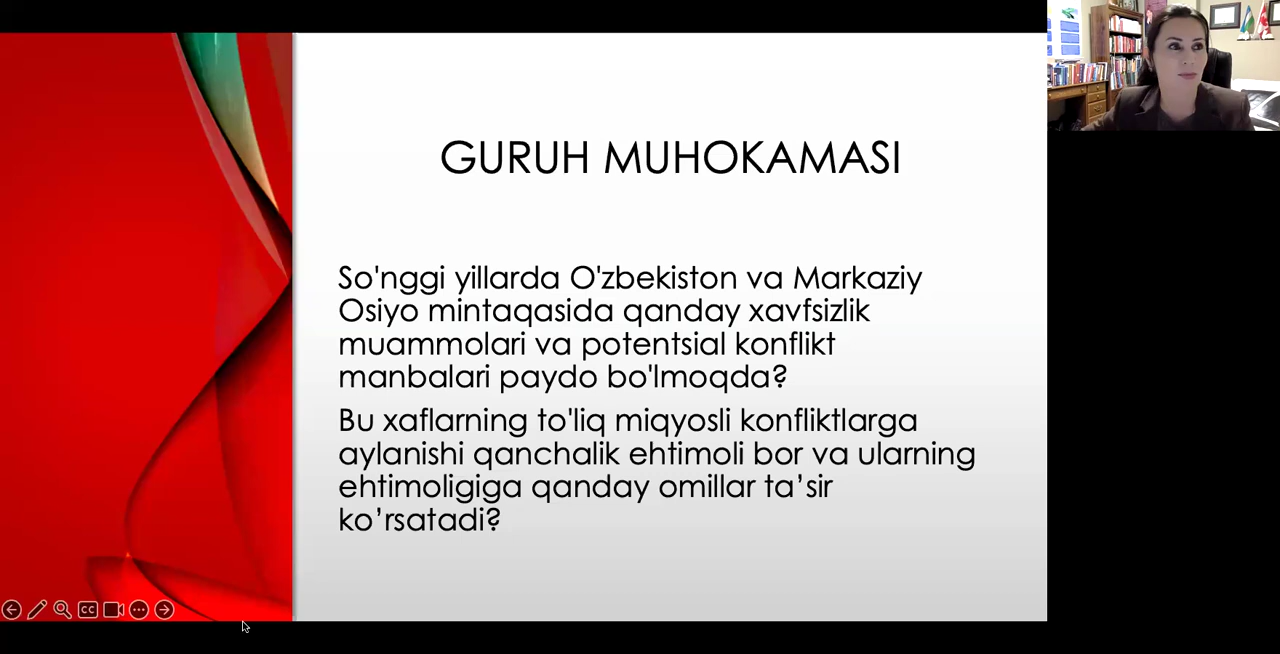 GURUH MUHOKAMASI
So'nggi yillarda O'zbekiston va Markaziy
Osiyo mintaqasida qanday xavfsizlik
muammolari va potentsial konflikt
manbalari paydo bo'lmoqda?
Bu xaflarning to'liq miqyosli konfliktlarga
aylanishi qanchalik ehtimoli bor va ularning
ehtimoligiga qanday omillar ta’sir
ko’rsatadi?
CC